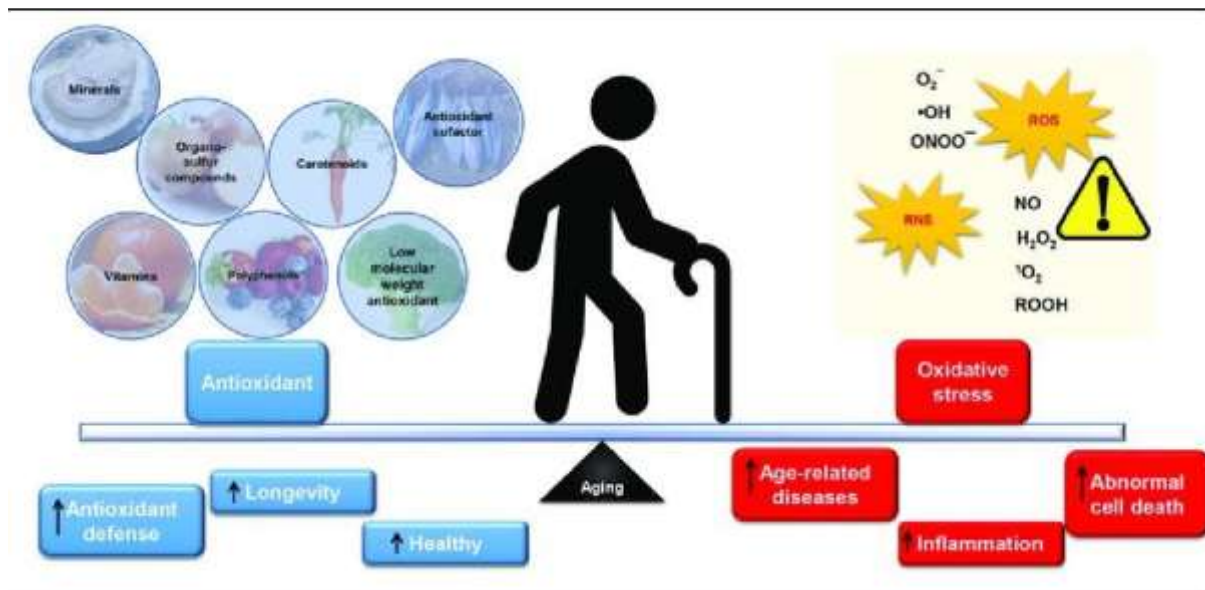 Minerals
Organo-
sulfur
compounds
Carotenoids
Antioxidant
cofactor
Vitamins
Polyphenols
Low
molecular
weight
antioxidant
O₂⁻
•OH
ONOO⁻
ROS
RNS
NO
H₂O₂
¹O₂
ROOH
Antioxidant
Oxidative
stress
Aging
↑Antioxidant
defense
↑Longevity
↑Healthy
↑Age-related
diseases
↑Inflammation
↑Abnormal
cell death